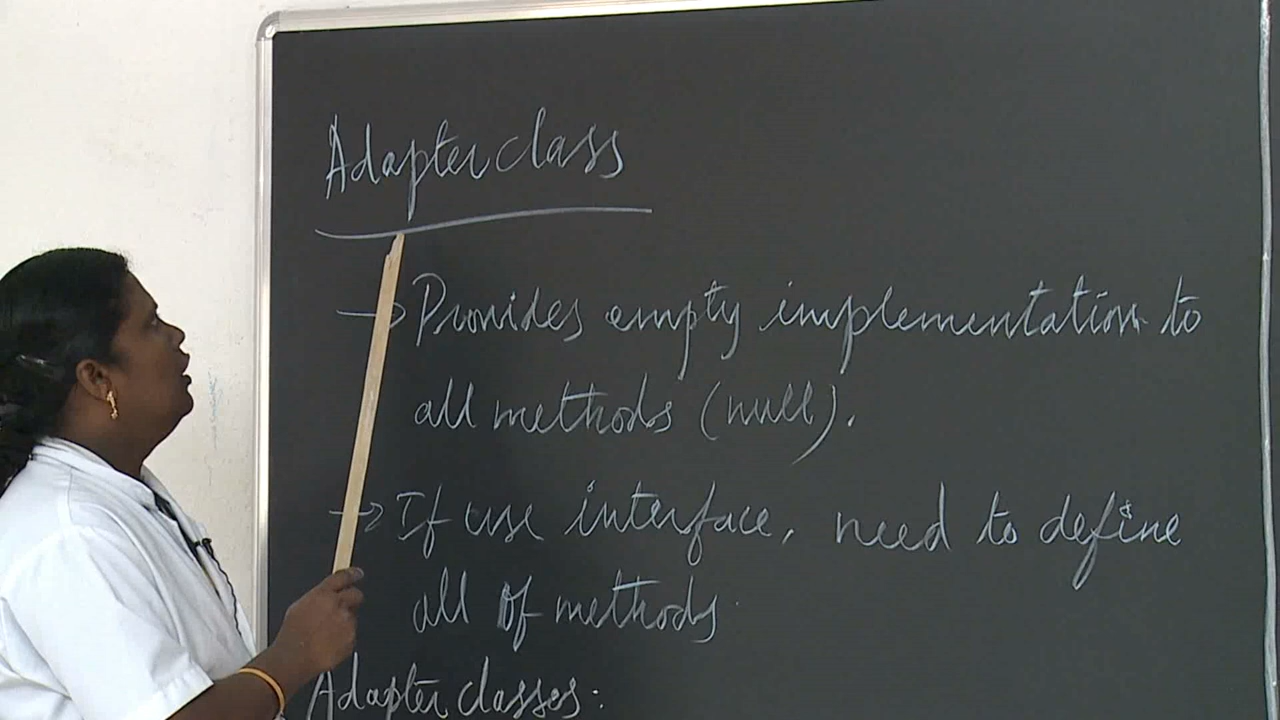 Adapter class
→ Provides empty implementation to
all methods (null).
→ If use interface, need to define
all of methods.
Adapter classes: